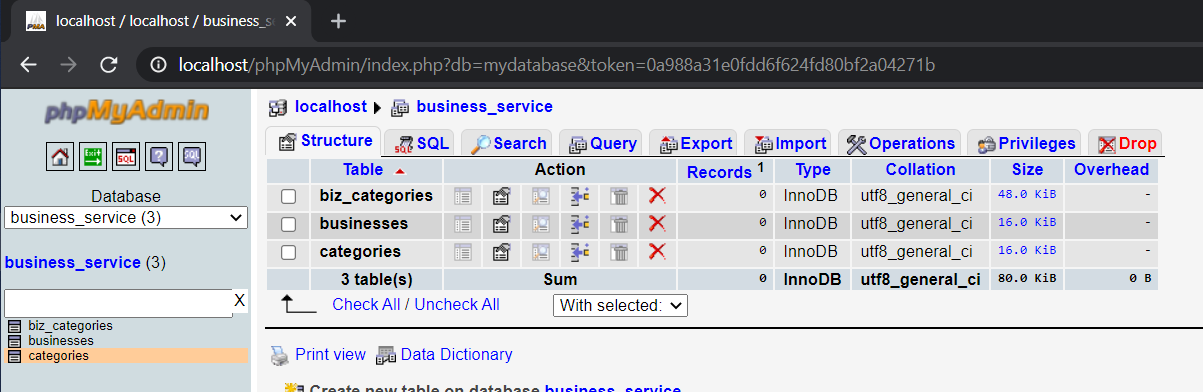 localhost / localhost / business_s
localhost/phpMyAdmin/index.php?db=mydatabase&token=0a988a31e0fdd6f624fd80bf2a04271b
phpMyAdmin
localhost business_service
Structure SQL Search Query Export Import Operations Privileges Drop
Database
business_service (3)
business_service (3)
X
biz_categories
businesses
categories
Table Action Records 1 Type Collation Size Overhead
biz_categories 0 InnoDB utf8_general_ci 48.0 KiB -
businesses 0 InnoDB utf8_general_ci 16.0 KiB -
categories 0 InnoDB utf8_general_ci 16.0 KiB -
3 table(s) Sum 0 InnoDB utf8_general_ci 80.0 KiB 0 B
Check All / Uncheck All With selected:
Print view Data Dictionary
Create new table on database business_service